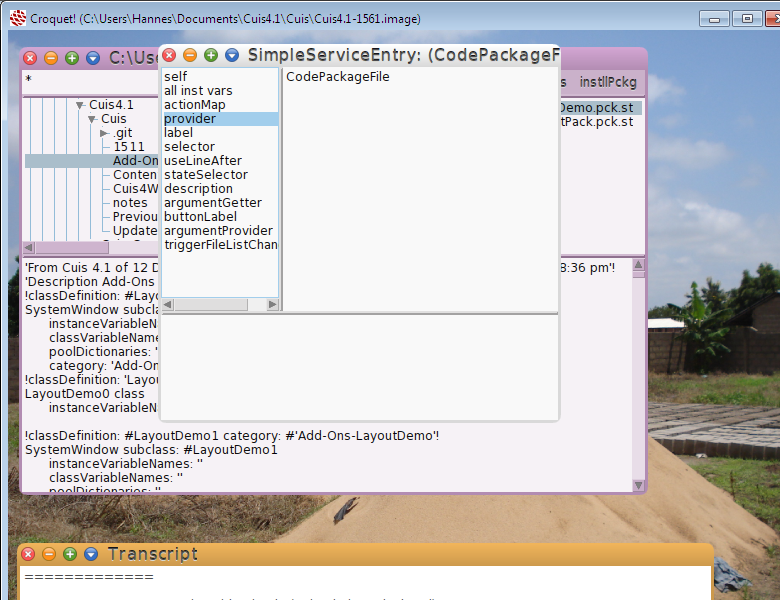 Croquet! (C:\Users\Hannes\Documents\Cuis4.1\Cuis\Cuis4.1-1561.image)
C:\Us
SimpleServiceEntry: (CodePackageF
*
instllPckg
self
all inst vars
actionMap
provider
label
selector
useLineAfter
stateSelector
description
argumentGetter
buttonLabel
argumentProvider
triggerFileListChan
CodePackageFile
Cuis4.1
Cuis
.git
1511
Add-On
Conten
Cuis4W
notes
Previou
Update
Demo.pck.st
tPack.pck.st
'From Cuis 4.1 of 12 D
8:36 pm'!
'Description Add-Ons
!classDefinition: #Layou
SystemWindow subcla
instanceVariableN
classVariableName
poolDictionaries: '
category: 'Add-On
!classDefinition: 'Layou
LayoutDemo0 class
instanceVariableN
!classDefinition: #LayoutDemo1 category: #'Add-Ons-LayoutDemo'!
SystemWindow subclass: #LayoutDemo1
instanceVariableNames: ''
classVariableNames: ''
poolDictionaries: ''
Transcript
=============